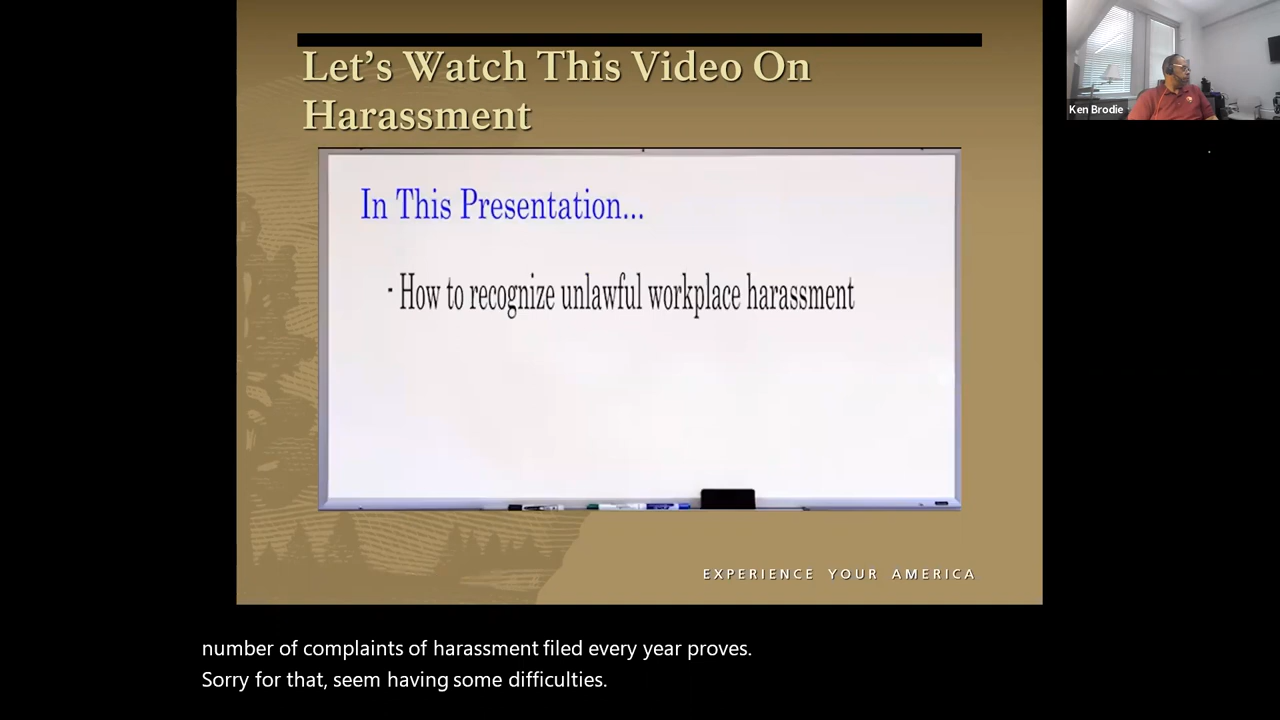 Let's Watch This Video On
Harassment
In This Presentation...
- How to recognize unlawful workplace harassment
EXPERIENCE YOUR AMERICA
Ken Brodie
number of complaints of harassment filed every year proves.
Sorry for that, seem having some difficulties.